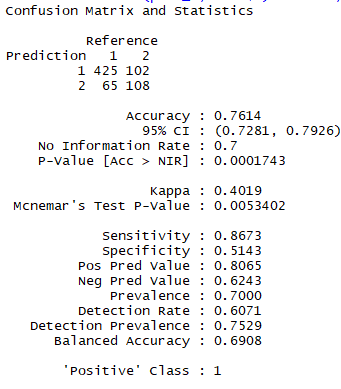 Confusion Matrix and Statistics
Reference
Prediction 1 2
1 425 102
2 65 108
Accuracy : 0.7614
95% CI : (0.7281, 0.7926)
No Information Rate : 0.7
P-Value [Acc > NIR] : 0.0001743
Kappa : 0.4019
Mcnemar's Test P-Value : 0.0053402
Sensitivity : 0.8673
Specificity : 0.5143
Pos Pred Value : 0.8065
Neg Pred Value : 0.6243
Prevalence : 0.7000
Detection Rate : 0.6071
Detection Prevalence : 0.7529
Balanced Accuracy : 0.6908
'Positive' Class : 1